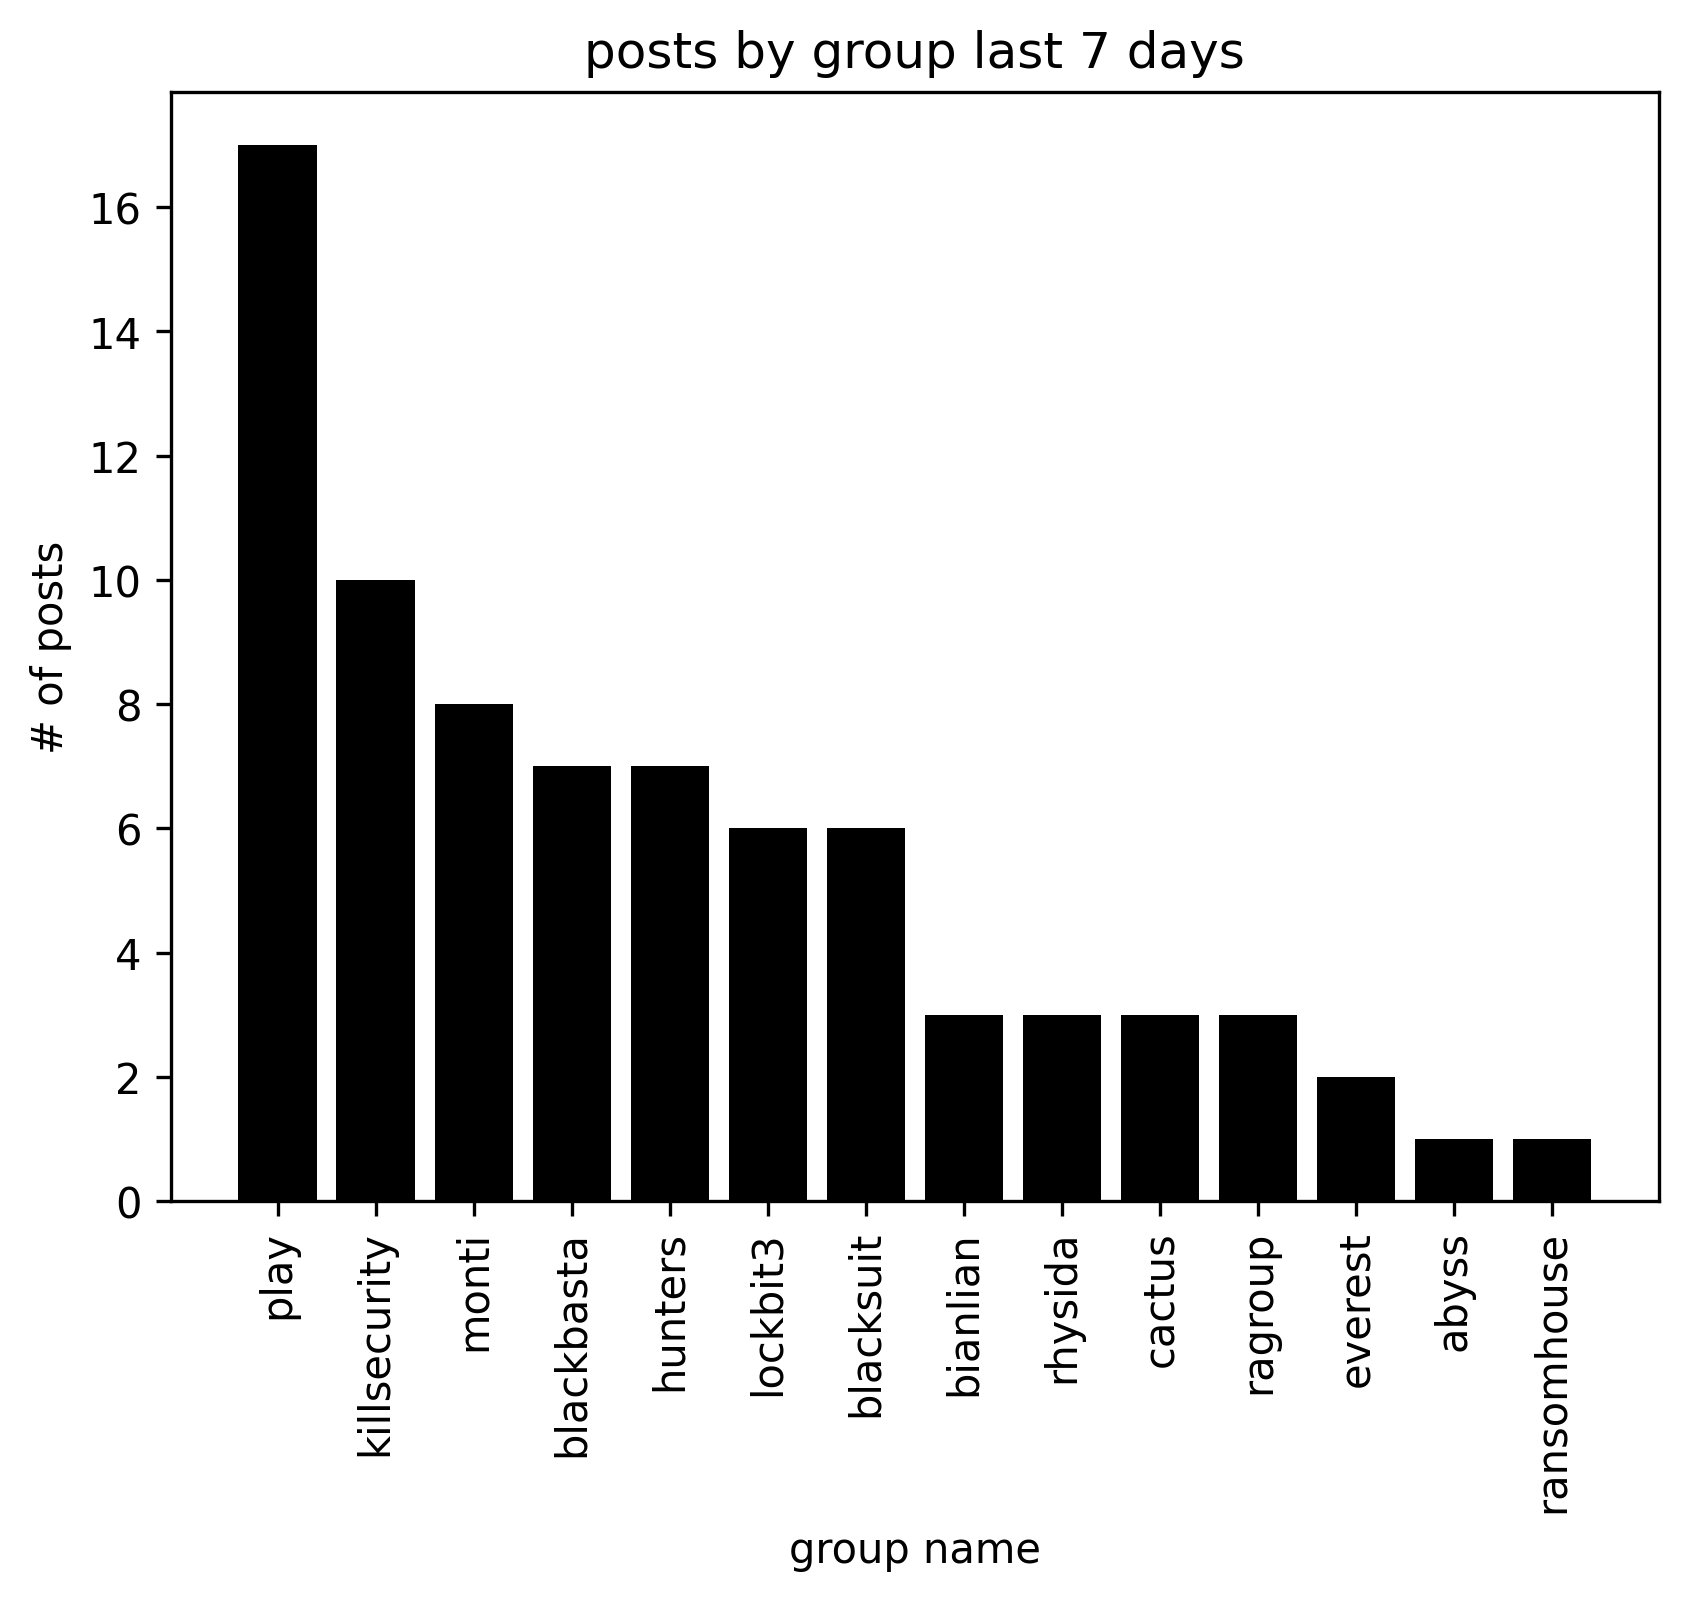 posts by group last 7 days
# of posts
16
14
12
10
8
6
4
2
0
play
killsecurity
monti
blackbasta
hunters
lockbit3
blacksuit
bianlian
rhysida
cactus
ragroup
everest
abyss
ransomhouse
group name